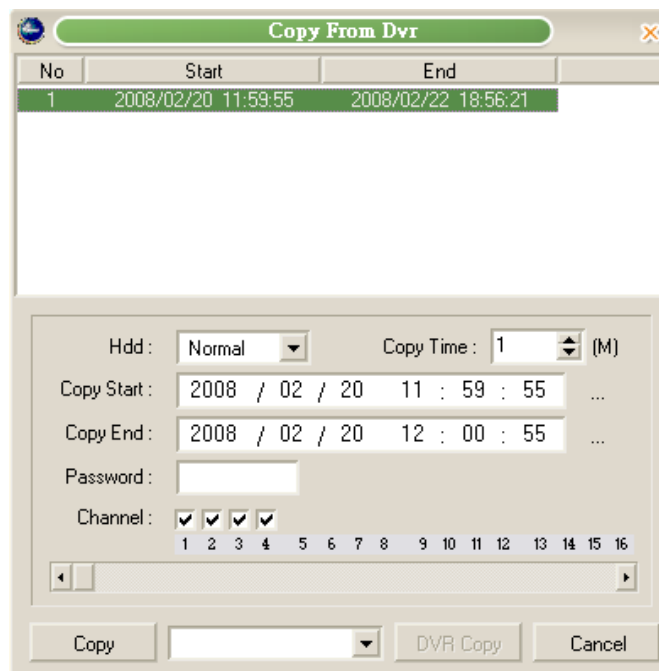 Copy From Dvr
No Start End
1 2008/02/20 11:59:55 2008/02/22 18:56:21
Hdd : Normal Copy Time : 1 (M)
Copy Start : 2008 / 02 / 20 11 : 59 : 55 ...
Copy End : 2008 / 02 / 20 12 : 00 : 55 ...
Password :
Channel :
1 2 3 4 5 6 7 8 9 10 11 12 13 14 15 16
Copy DVR Copy Cancel